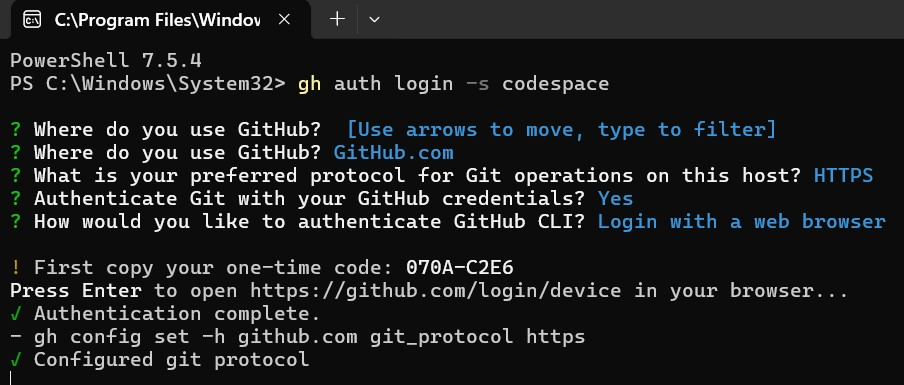 C:\Program Files\Window
PowerShell 7.5.4
PS C:\Windows\System32> gh auth login -s codespace
? Where do you use GitHub?  [Use arrows to move, type to filter]
? Where do you use GitHub? GitHub.com
? What is your preferred protocol for Git operations on this host? HTTPS
? Authenticate Git with your GitHub credentials? Yes
? How would you like to authenticate GitHub CLI? Login with a web browser
! First copy your one-time code: 070A-C2E6
Press Enter to open https://github.com/login/device in your browser...
✓ Authentication complete.
- gh config set -h github.com git_protocol https
✓ Configured git protocol